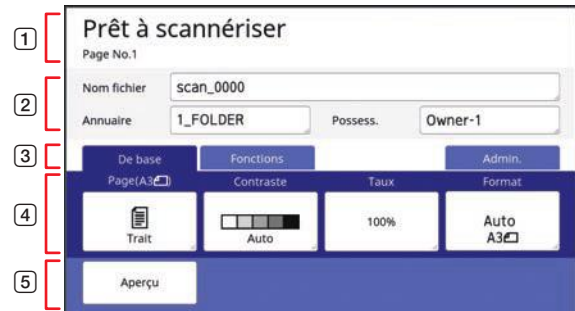 1 Prêt à scannériser
Page No.1
2 Nom fichier scan_0000
Annuaire 1_FOLDER Possess. Owner-1
3 De base Fonctions Admin.
Page(A3) Contraste Taux Format
4 Trait Auto 100% Auto A3
5 Aperçu